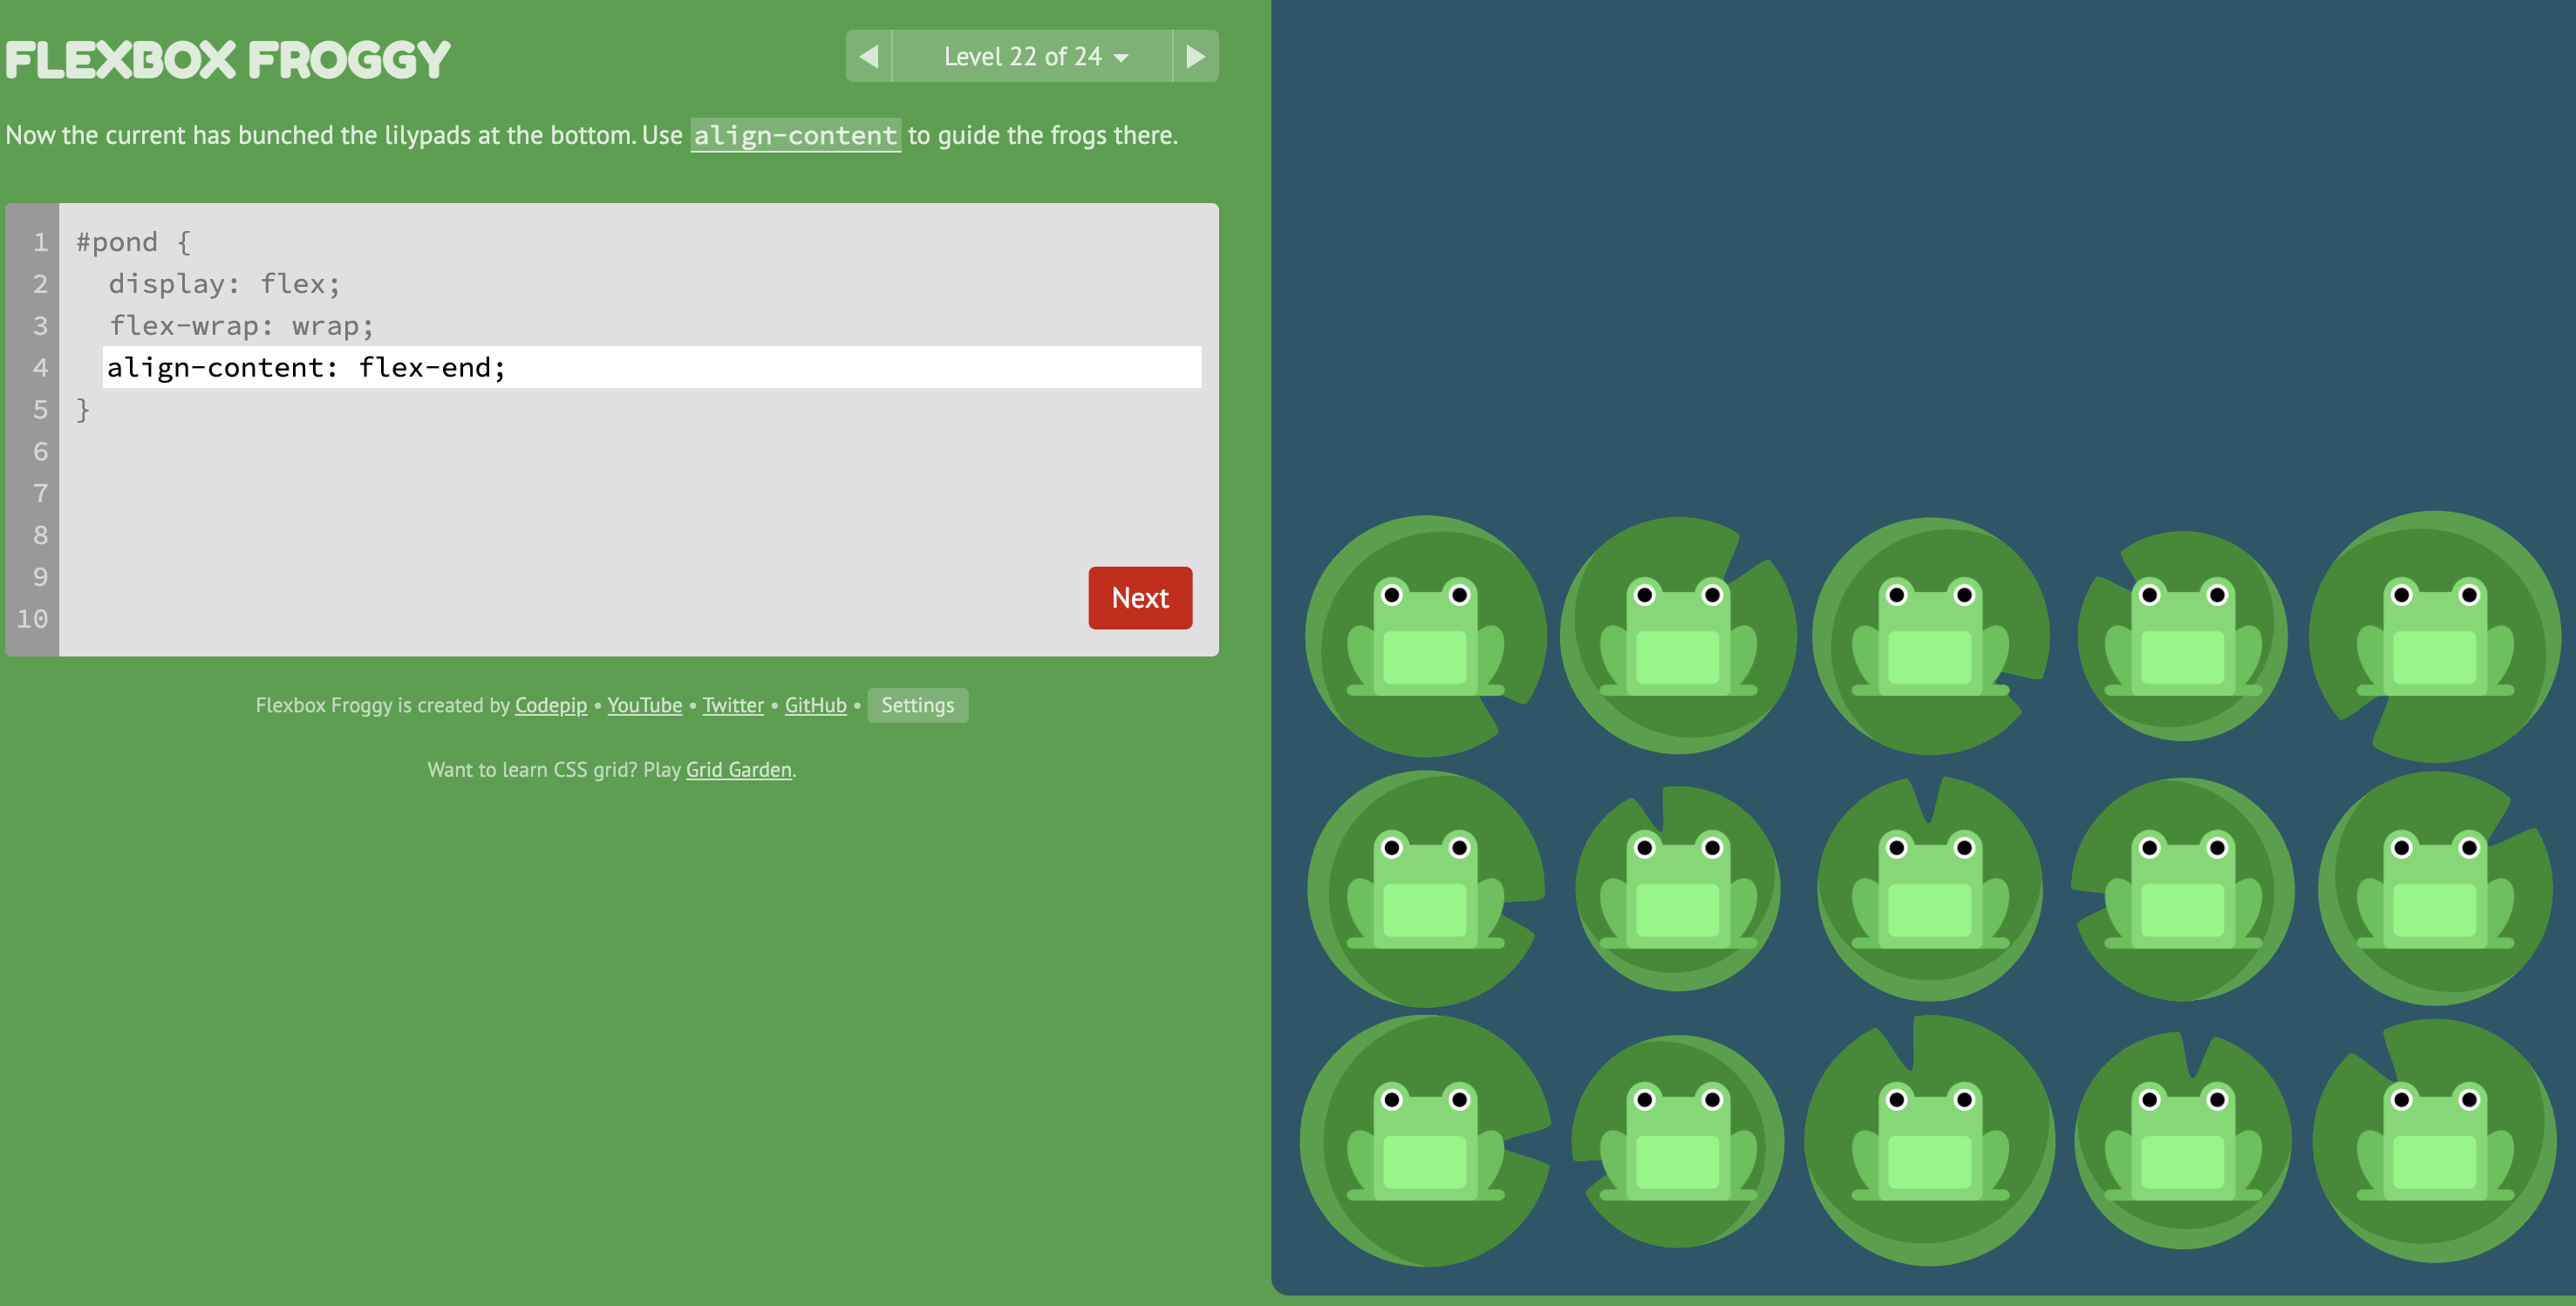 FLEXBOX FROGGY
Level 22 of 24
Now the current has bunched the lilypads at the bottom. Use align-content to guide the frogs there.
1 #pond {
2 display: flex;
3 flex-wrap: wrap;
4 align-content: flex-end;
5 }
6
7
8
9
10
Next
Flexbox Froggy is created by Codepip • YouTube • Twitter • GitHub • Settings
Want to learn CSS grid? Play Grid Garden.